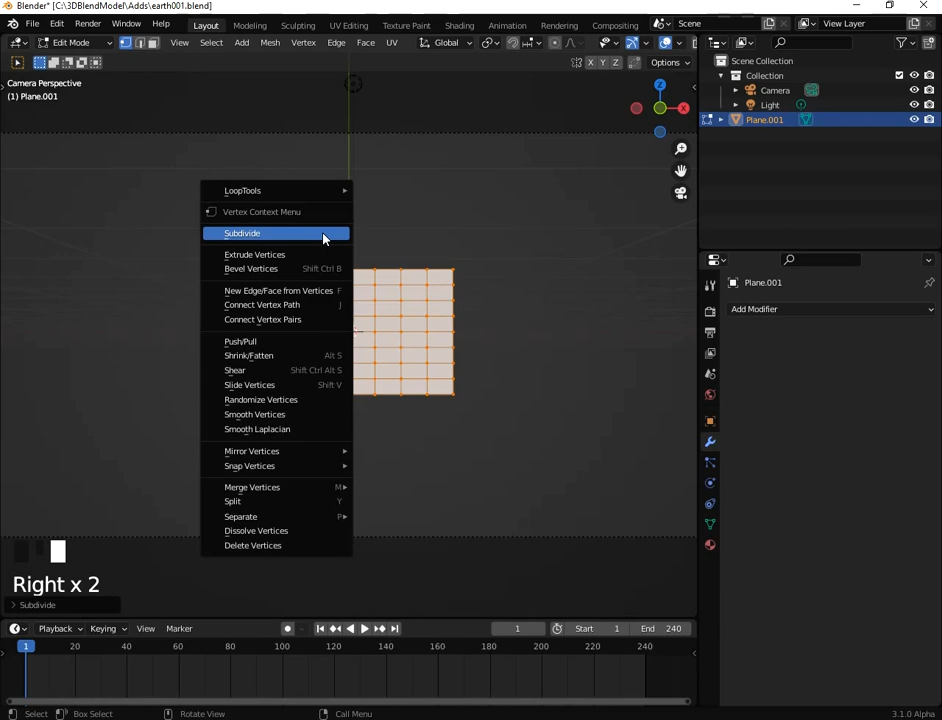 Blender* [C:\3DBlendModel\Adds\earth001.blend]
File Edit Render Window Help Layout Modeling Sculpting UV Editing Texture Paint Shading Animation Rendering Compositing Scene View Layer
Edit Mode View Select Add Mesh Vertex Edge Face UV Global
X Y Z Options
Camera Perspective
(1) Plane.001
Z
X
Scene Collection
Collection
Camera
Light
Plane.001
LoopTools
Vertex Context Menu
Subdivide
Extrude Vertices
Bevel Vertices Shift Ctrl B
New Edge/Face from Vertices F
Connect Vertex Path J
Connect Vertex Pairs
Push/Pull
Shrink/Fatten Alt S
Shear Shift Ctrl Alt S
Slide Vertices Shift V
Randomize Vertices
Smooth Vertices
Smooth Laplacian
Mirror Vertices
Snap Vertices
Merge Vertices M
Split Y
Separate P
Dissolve Vertices
Delete Vertices
Plane.001
Add Modifier
Right x 2
Subdivide
Playback Keying View Marker 1 Start 1 End 240
1 20 40 60 80 100 120 140 160 180 200 220 240
Select Box Select Rotate View Call Menu 3.1.0 Alpha